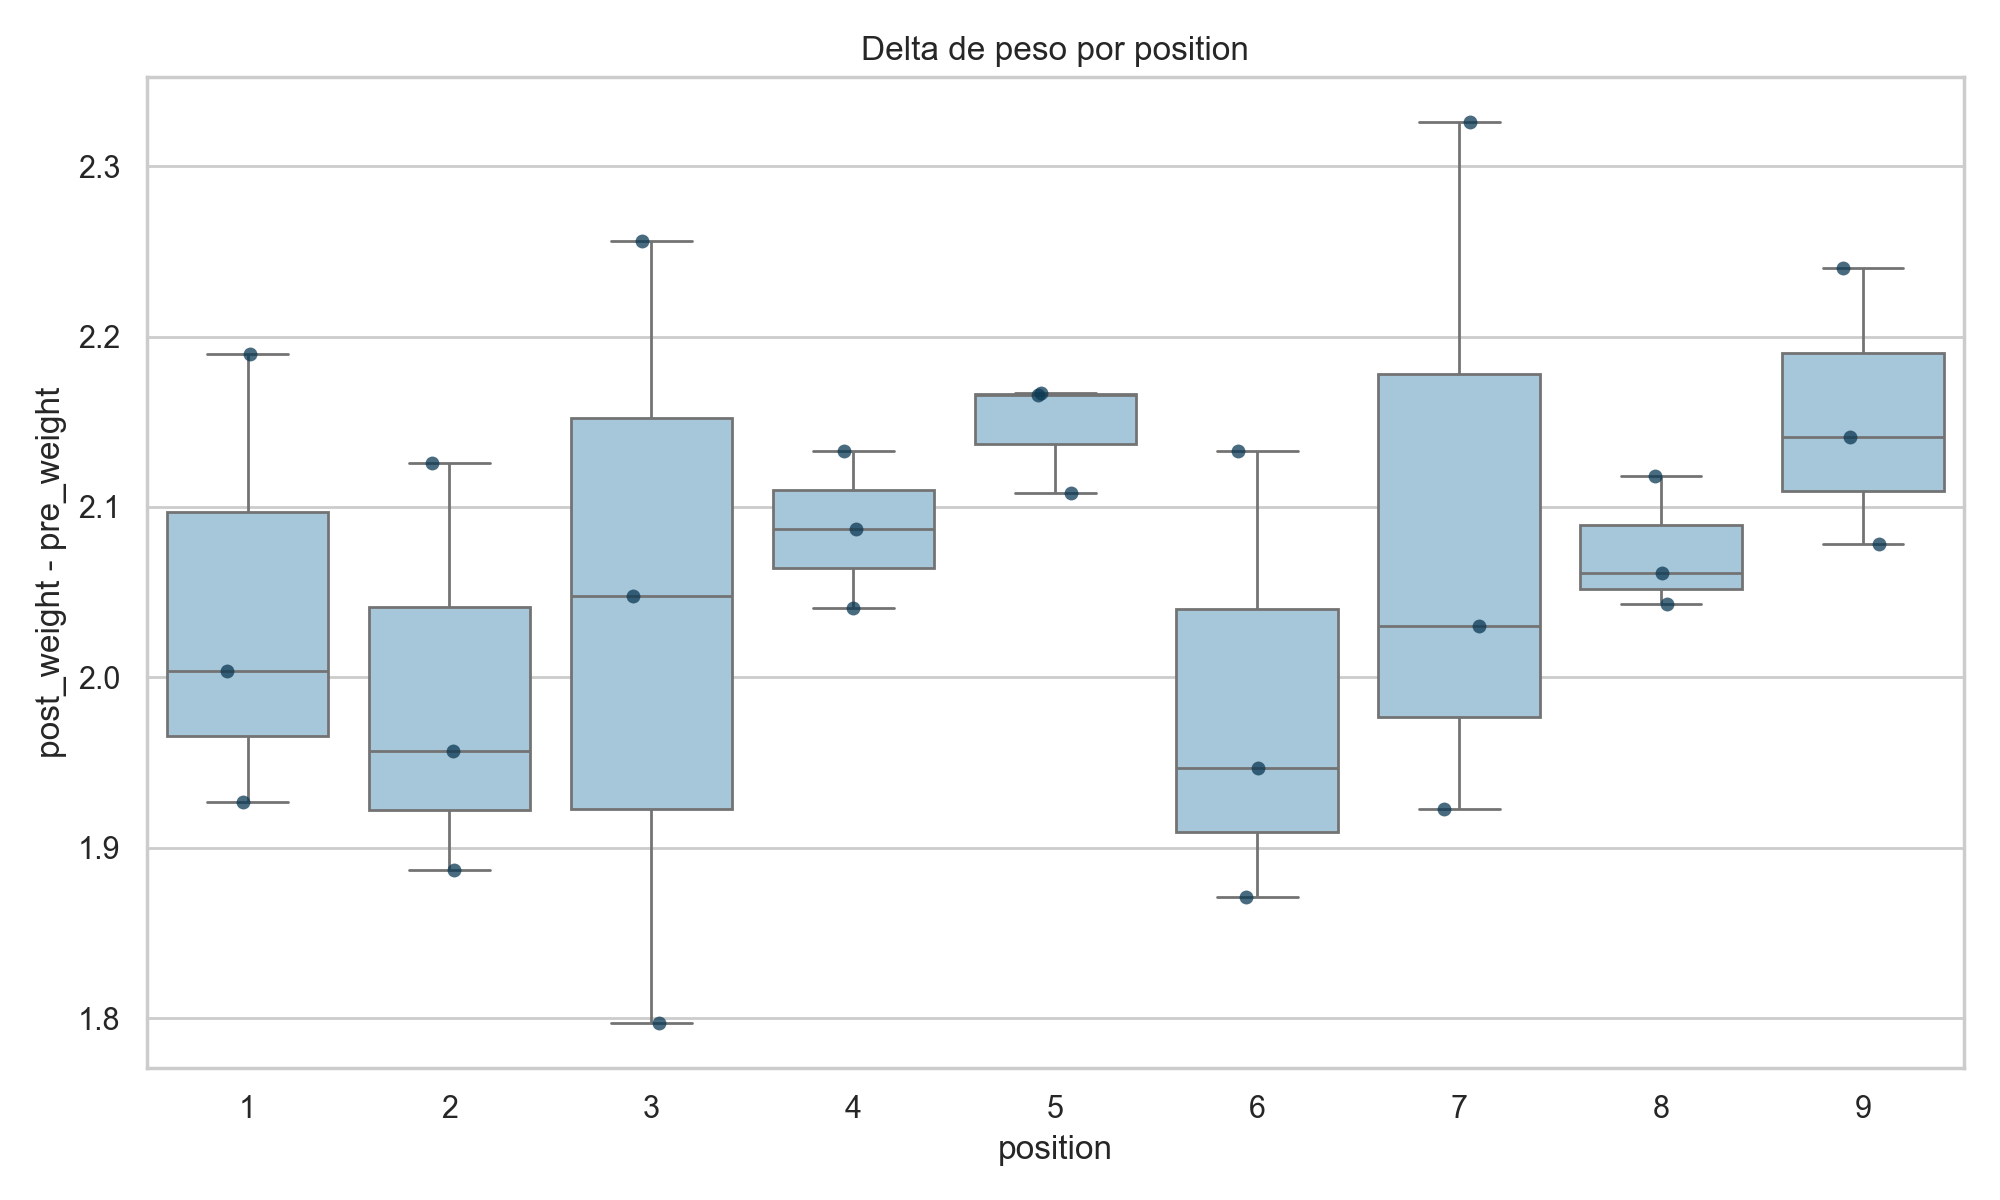 Delta de peso por position
post_weight - pre_weight
2.3
2.2
2.1
2.0
1.9
1.8
1 2 3 4 5 6 7 8 9
position